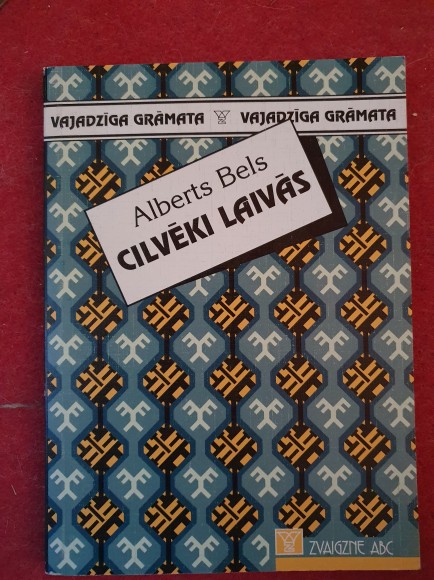 VAJADZĪGA GRĀMATA VAJADZĪGA GRĀMATA
Alberts Bels
CILVĒKI LAIVĀS
ZVAIGZNE ABC